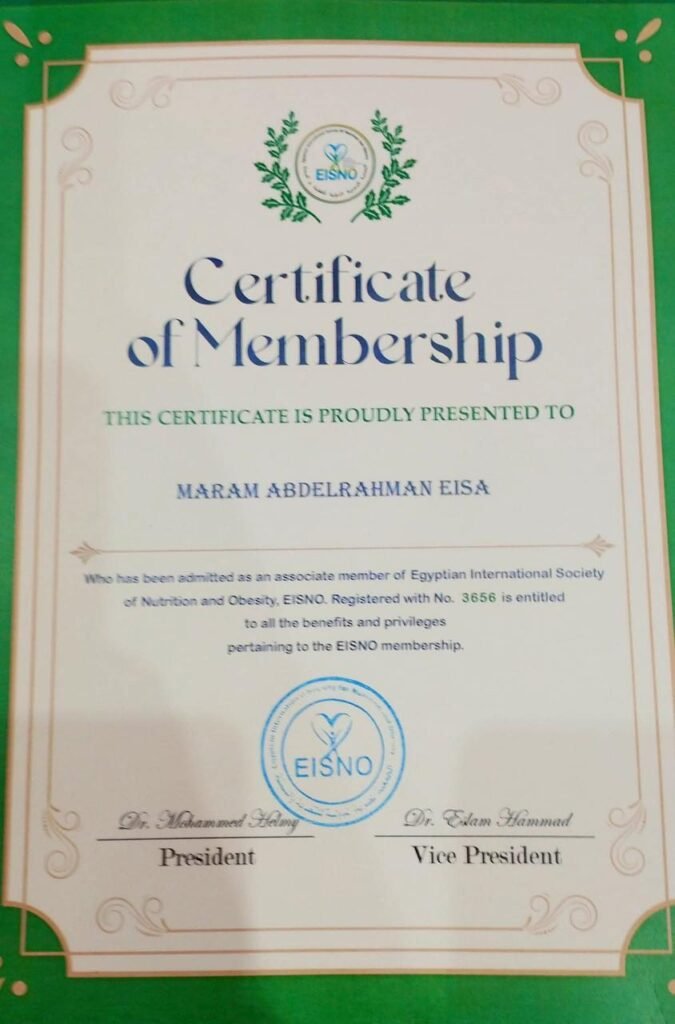 EISNO
Certificate
of Membership
THIS CERTIFICATE IS PROUDLY PRESENTED TO
MARAM ABDELRAHMAN EISA
Who has been admitted as an associate member of Egyptian International Society
of Nutrition and Obesity, EISNO. Registered with No. 3656 is entitled
to all the benefits and privileges
pertaining to the EISNO membership.
EISNO
Dr. Mohammed Helmy
Dr. Eslam Hammad
President
Vice President